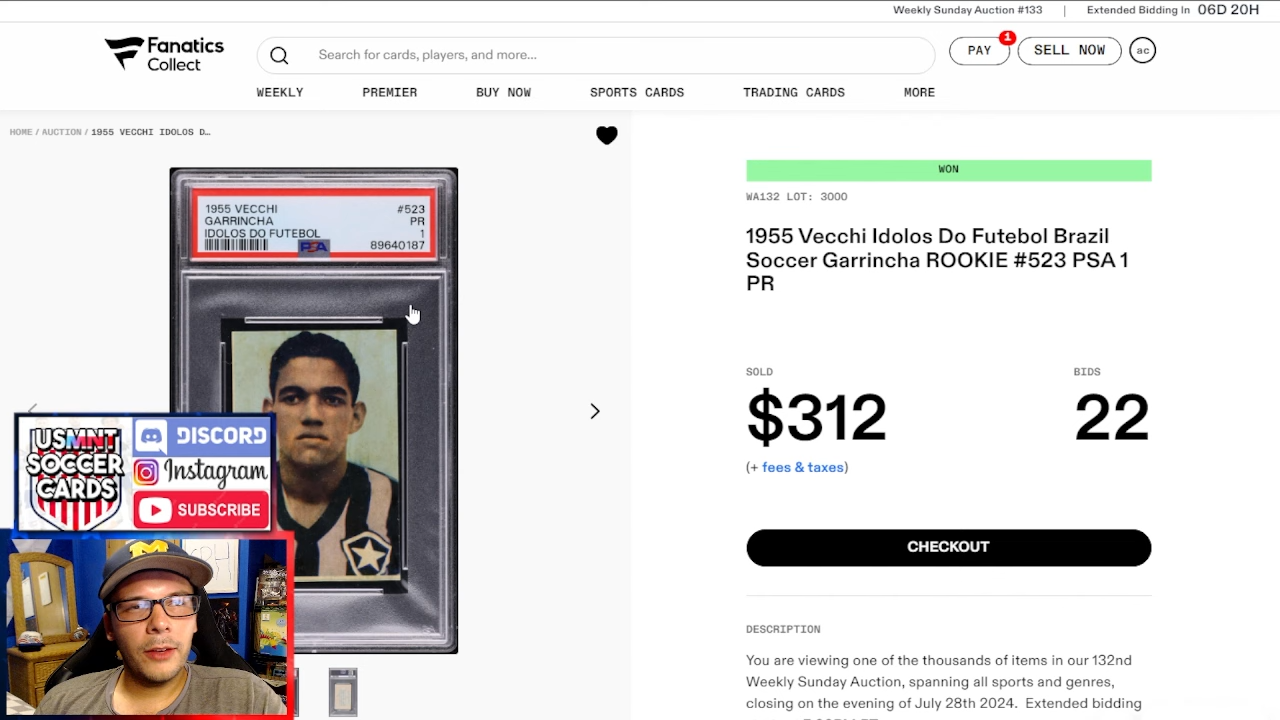 Weekly Sunday Auction #133 | Extended Bidding In 06D 20H
Fanatics Collect
Search for cards, players, and more...
PAY 1
SELL NOW
ac
WEEKLY PREMIER BUY NOW SPORTS CARDS TRADING CARDS MORE
HOME / AUCTION / 1955 VECCHI IDOLOS D…
1955 VECCHI #523
GARRINCHA PR
IDOLOS DO FUTEBOL 1
PSA 89640187
WON
WA132 LOT: 3000
1955 Vecchi Idolos Do Futebol Brazil
Soccer Garrincha ROOKIE #523 PSA 1
PR
SOLD BIDS
$312 22
(+ fees & taxes)
CHECKOUT
DESCRIPTION
You are viewing one of the thousands of items in our 132nd
Weekly Sunday Auction, spanning all sports and genres,
closing on the evening of July 28th 2024. Extended bidding
USMNT
SOCCER
CARDS
DISCORD
Instagram
SUBSCRIBE
M